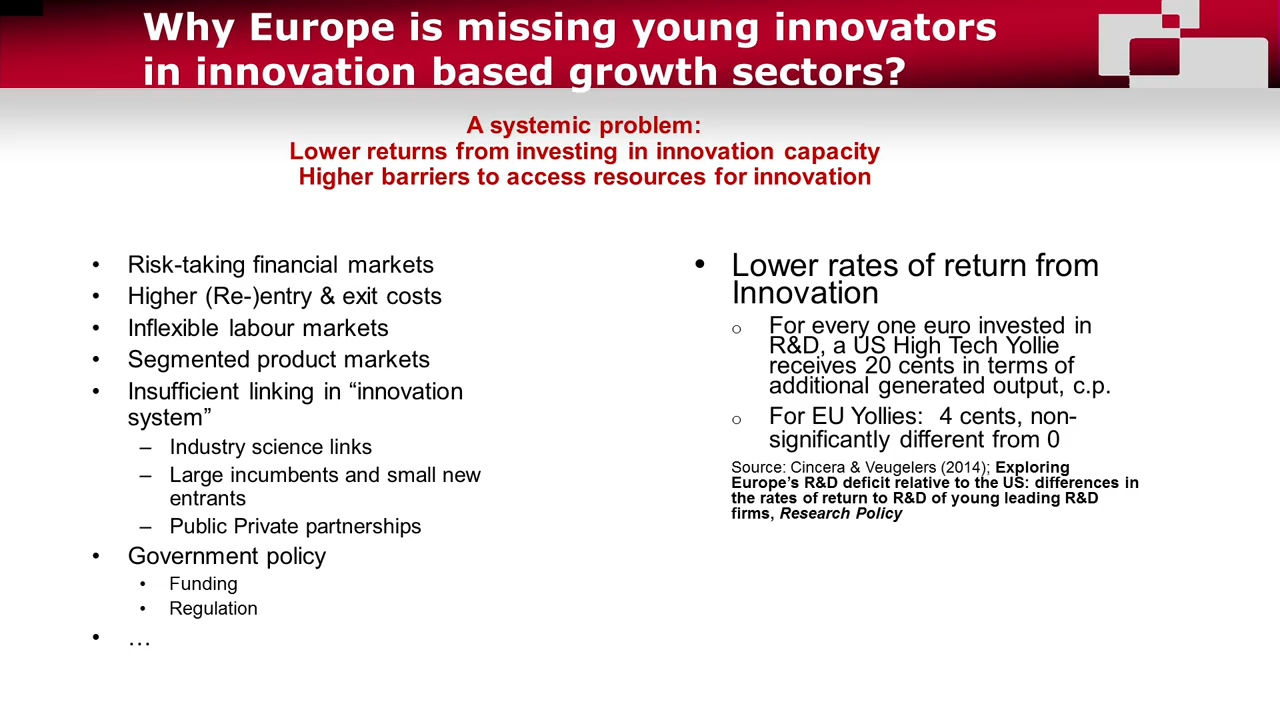 Why Europe is missing young innovators
in innovation based growth sectors?
A systemic problem:
Lower returns from investing in innovation capacity
Higher barriers to access resources for innovation
• Risk-taking financial markets
• Higher (Re-)entry & exit costs
• Inflexible labour markets
• Segmented product markets
• Insufficient linking in “innovation
system”
– Industry science links
– Large incumbents and small new
entrants
– Public Private partnerships
• Government policy
• Funding
• Regulation
• …
• Lower rates of return from
Innovation
o For every one euro invested in
R&D, a US High Tech Yollie
receives 20 cents in terms of
additional generated output, c.p.
o For EU Yollies: 4 cents, non-
significantly different from 0
Source: Cincera & Veugelers (2014); Exploring
Europe’s R&D deficit relative to the US: differences in
the rates of return to R&D of young leading R&D
firms, Research Policy